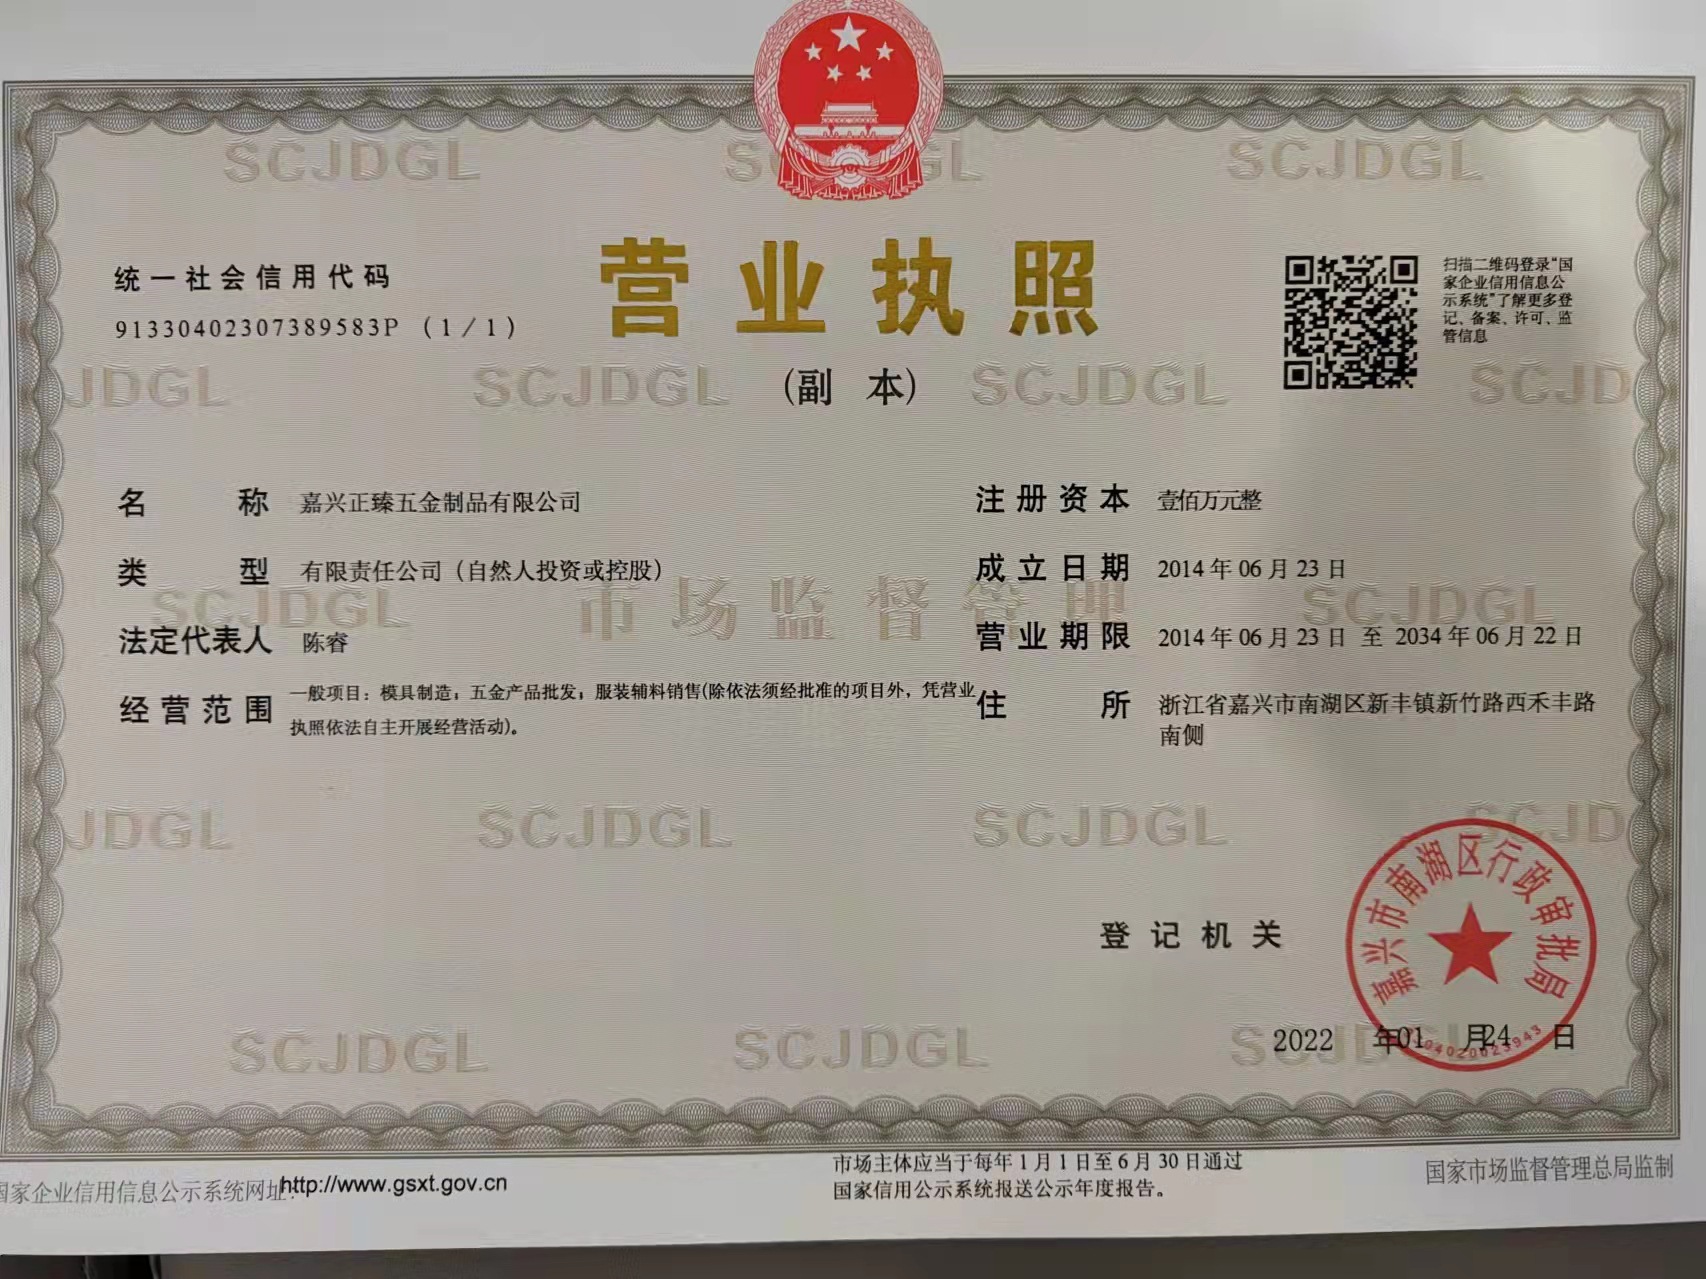 SCJDGL SCJDGL
统一社会信用代码
91330402307389583P (1/1)
营业执照
(副 本)
扫描二维码登录“国
家企业信用信息公
示系统”了解更多登
记、备案、许可、监
管信息
JDGL SCJDGL SCJDGL SCJD
名称 嘉兴正臻五金制品有限公司
类型 有限责任公司（自然人投资或控股）
法定代表人 陈睿
经营范围 一般项目：模具制造；五金产品批发；服装辅料销售(除依法须经批准的项目外，凭营业
执照依法自主开展经营活动)。
注册资本 壹佰万元整
成立日期 2014年06月23日
营业期限 2014年06月23日 至 2034年06月22日
住所 浙江省嘉兴市南湖区新丰镇新竹路西禾丰路
南侧
SCJDGL 市场监督管理 SCJDGL
JDGL SCJDGL SCJDGL SCJD
登记机关
嘉兴市南湖区行政审批局
2022 年01 月24 日
SCJDGL SCJDGL
国家企业信用信息公示系统网址：http://www.gsxt.gov.cn
市场主体应当于每年1月1日至6月30日通过
国家信用公示系统报送公示年度报告。
国家市场监督管理总局监制